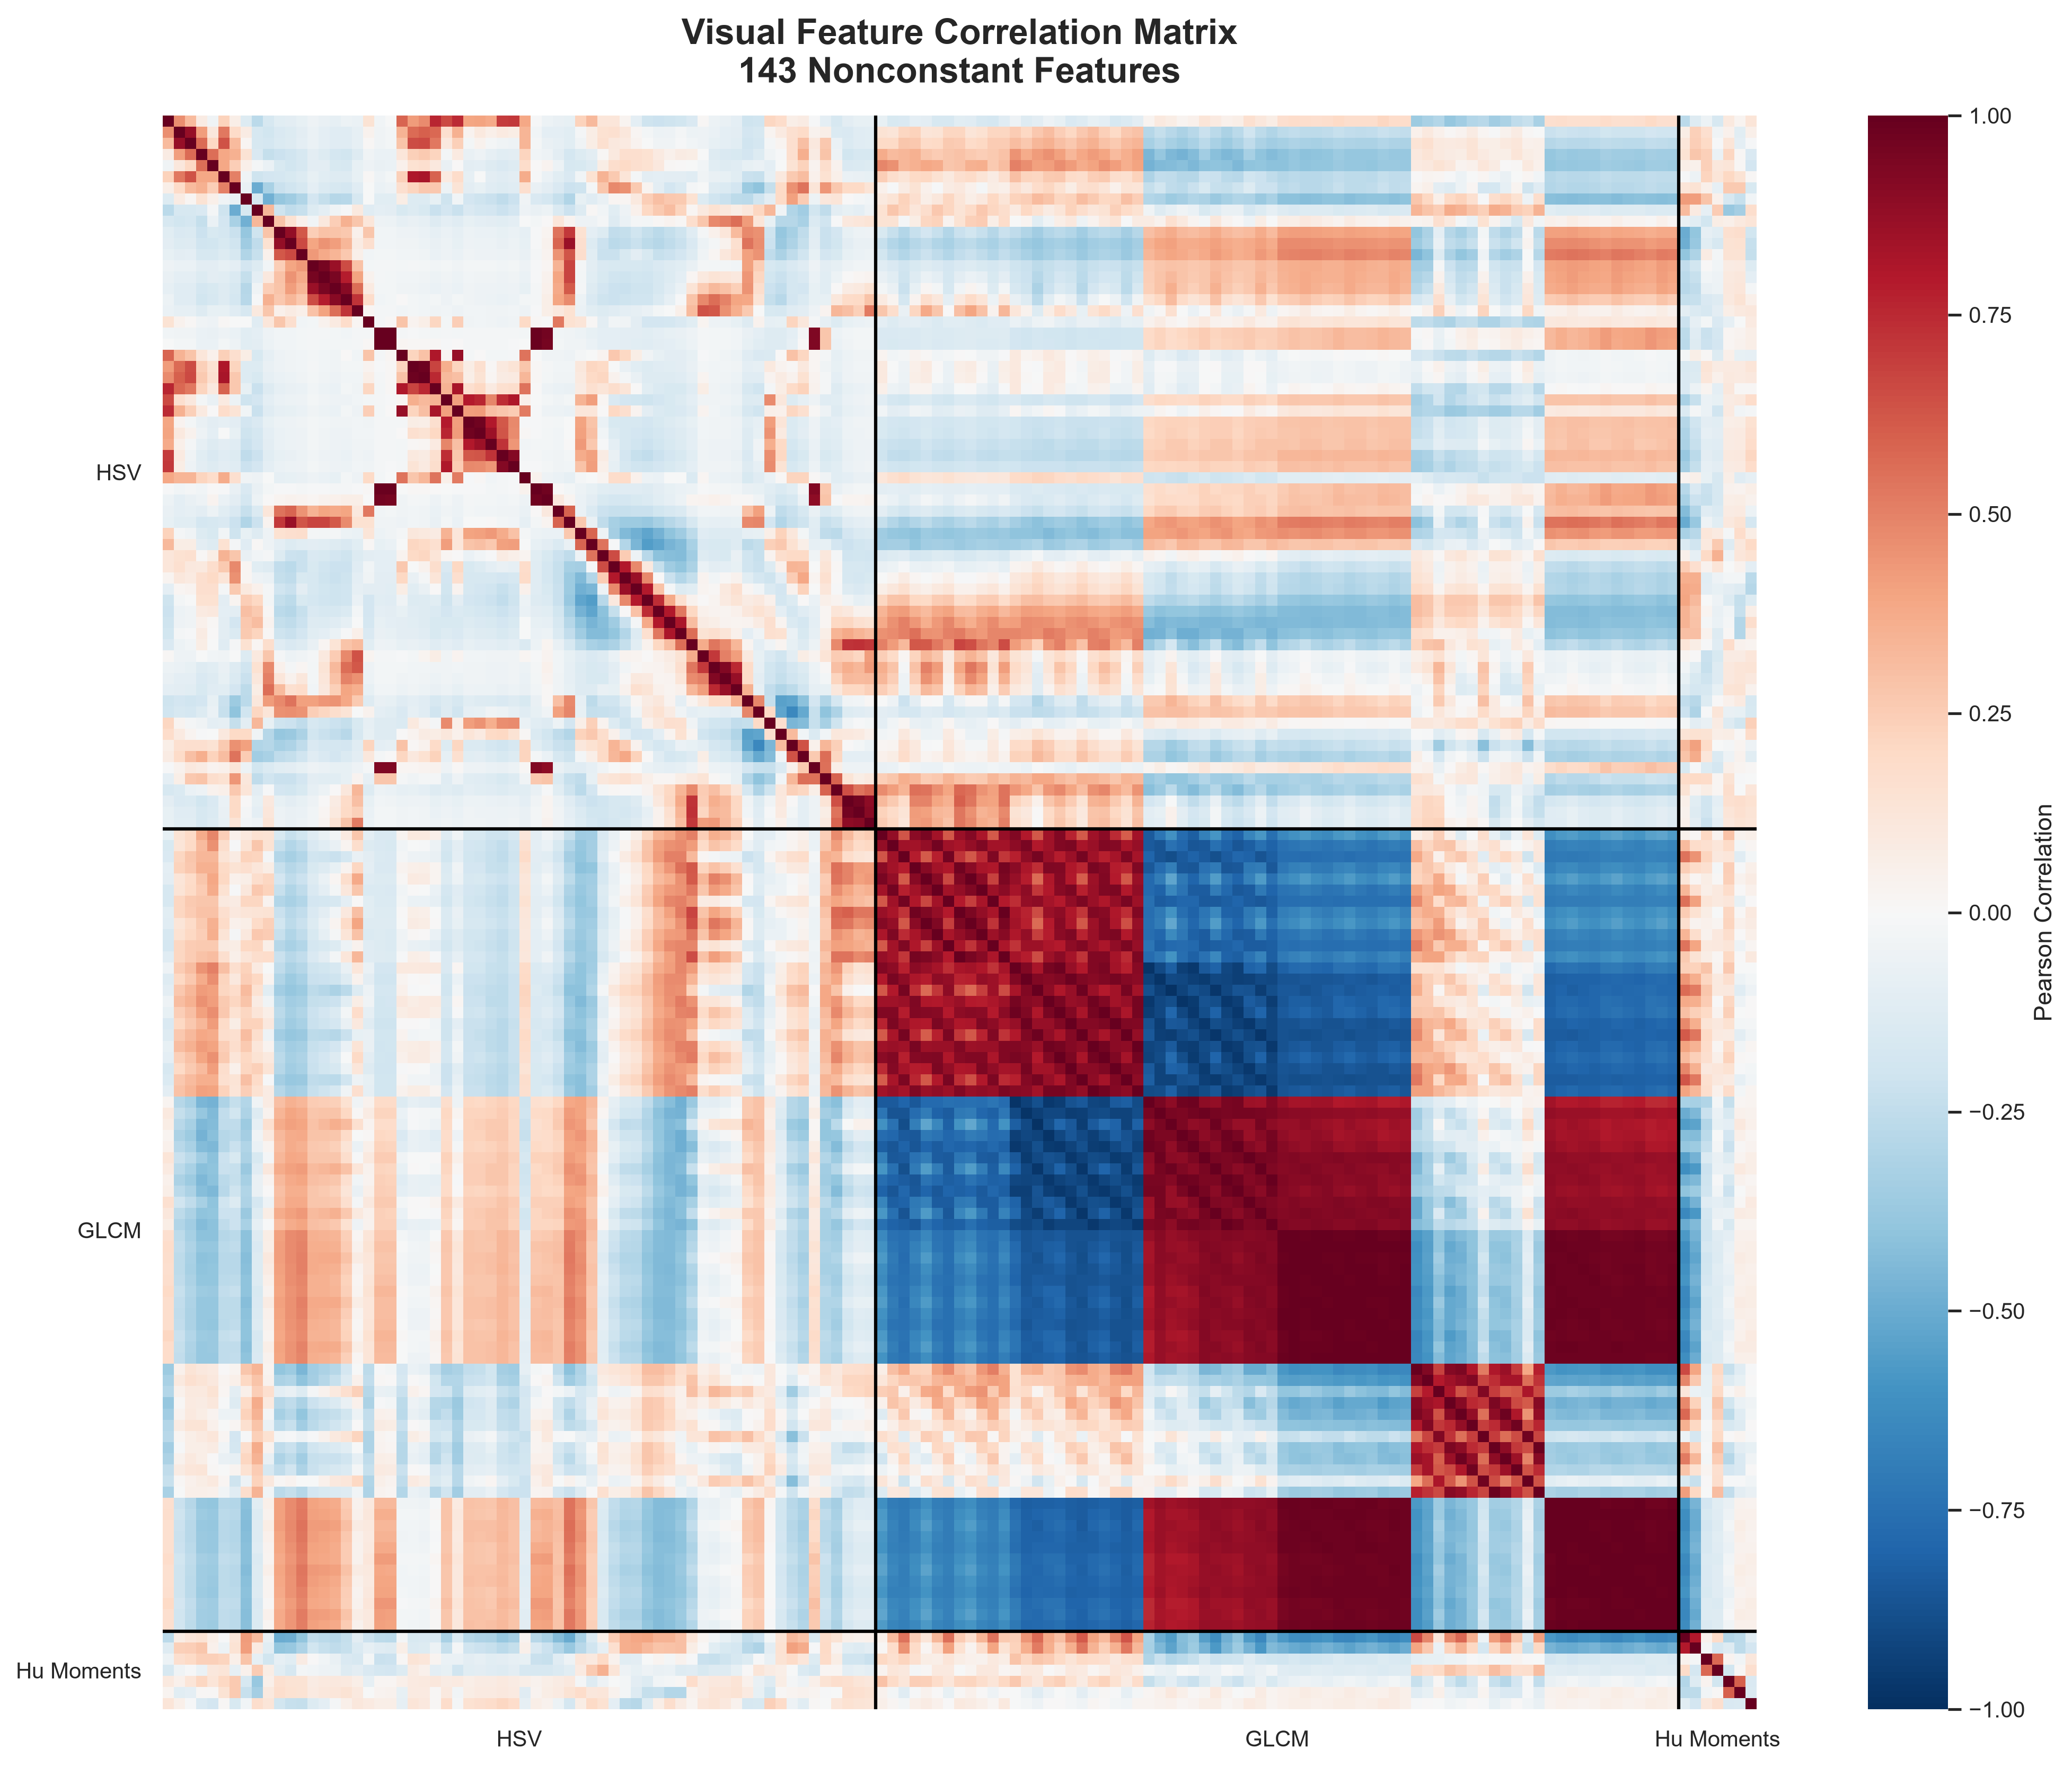 Visual Feature Correlation Matrix
143 Nonconstant Features
HSV
GLCM
Hu Moments
HSV
GLCM
Hu Moments
1.00
0.75
0.50
0.25
0.00
−0.25
−0.50
−0.75
−1.00
Pearson Correlation